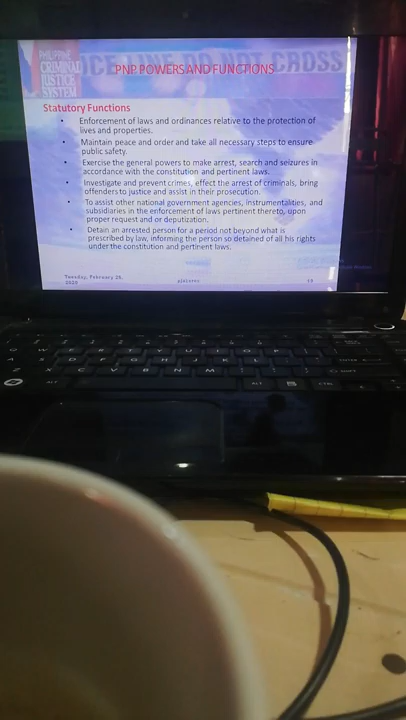 PHILIPPINE
CRIMINAL
JUSTICE
SYSTEM
NOT CROSS
PNP POWERS AND FUNCTIONS
Statutory Functions
• Enforcement of laws and ordinances relative to the protection of
lives and properties.
• Maintain peace and order and take all necessary steps to ensure
public safety.
• Exercise the general powers to make arrest, search and seizures in
accordance with the constitution and pertinent laws.
• Investigate and prevent crimes, effect the arrest of criminals, bring
offenders to justice and assist in their prosecution.
• To assist other national government agencies, instrumentalities, and
subsidiaries in the enforcement of laws pertinent thereto, upon
proper request and or deputization.
• Detain an arrested person for a period not beyond what is
prescribed by law, informing the person so detained of all his rights
under the constitution and pertinent laws.
Tuesday, February
19
ENTER
SHIFT
Z X C V B N M
ALT ALT CTRL